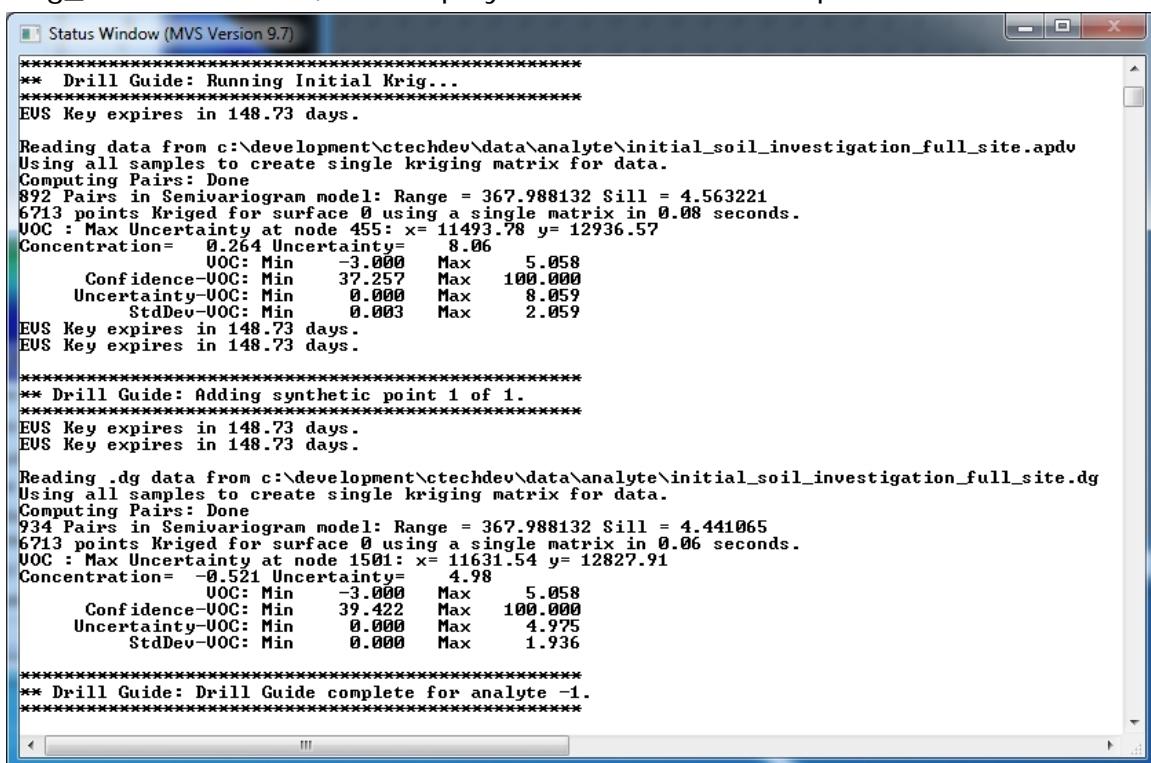 Status Window (MVS Version 9.7)
******************************************************
** Drill Guide: Running Initial Krig...
******************************************************
EVS Key expires in 148.73 days.
Reading data from c:\development\ctechdev\data\analyte\initial_soil_investigation_full_site.apdv
Using all samples to create single kriging matrix for data.
Computing Pairs: Done
892 Pairs in Semivariogram model: Range = 367.988132 Sill = 4.563221
6713 points Kriged for surface 0 using a single matrix in 0.08 seconds.
VOC : Max Uncertainty at node 455: x= 11493.78 y= 12936.57
Concentration= 0.264 Uncertainty= 8.06
VOC: Min -3.000 Max 5.058
Confidence-VOC: Min 37.257 Max 100.000
Uncertainty-VOC: Min 0.000 Max 8.059
StdDev-VOC: Min 0.003 Max 2.059
EVS Key expires in 148.73 days.
EVS Key expires in 148.73 days.
******************************************************
** Drill Guide: Adding synthetic point 1 of 1.
******************************************************
EVS Key expires in 148.73 days.
EVS Key expires in 148.73 days.
Reading .dg data from c:\development\ctechdev\data\analyte\initial_soil_investigation_full_site.dg
Using all samples to create single kriging matrix for data.
Computing Pairs: Done
934 Pairs in Semivariogram model: Range = 367.988132 Sill = 4.441065
6713 points Kriged for surface 0 using a single matrix in 0.06 seconds.
VOC : Max Uncertainty at node 1501: x= 11631.54 y= 12827.91
Concentration= -0.521 Uncertainty= 4.98
VOC: Min -3.000 Max 5.058
Confidence-VOC: Min 39.422 Max 100.000
Uncertainty-VOC: Min 0.000 Max 4.975
StdDev-VOC: Min 0.000 Max 1.936
******************************************************
** Drill Guide: Drill Guide complete for analyte -1.
******************************************************